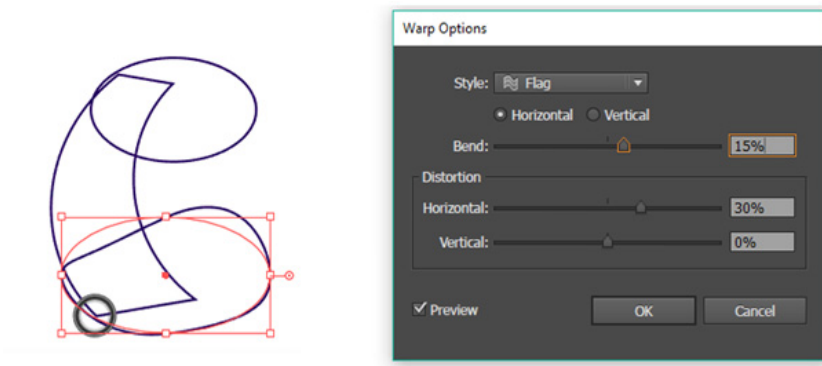 Warp Options
Style: Flag
Horizontal Vertical
Bend: 15%
Distortion
Horizontal: 30%
Vertical: 0%
Preview OK Cancel